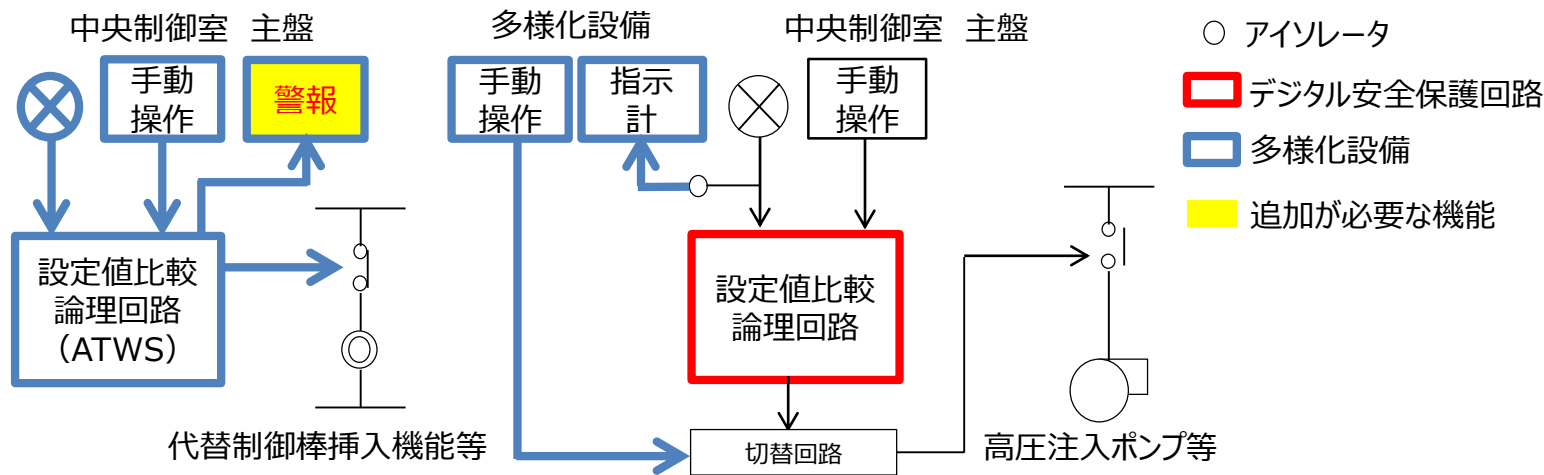 中央制御室 主盤
手動
操作
警報
設定値比較
論理回路
（ATWS）
代替制御棒挿入機能等
多様化設備
手動
操作
指示
計
中央制御室 主盤
手動
操作
設定値比較
論理回路
切替回路
高圧注入ポンプ等
アイソレータ
デジタル安全保護回路
多様化設備
追加が必要な機能